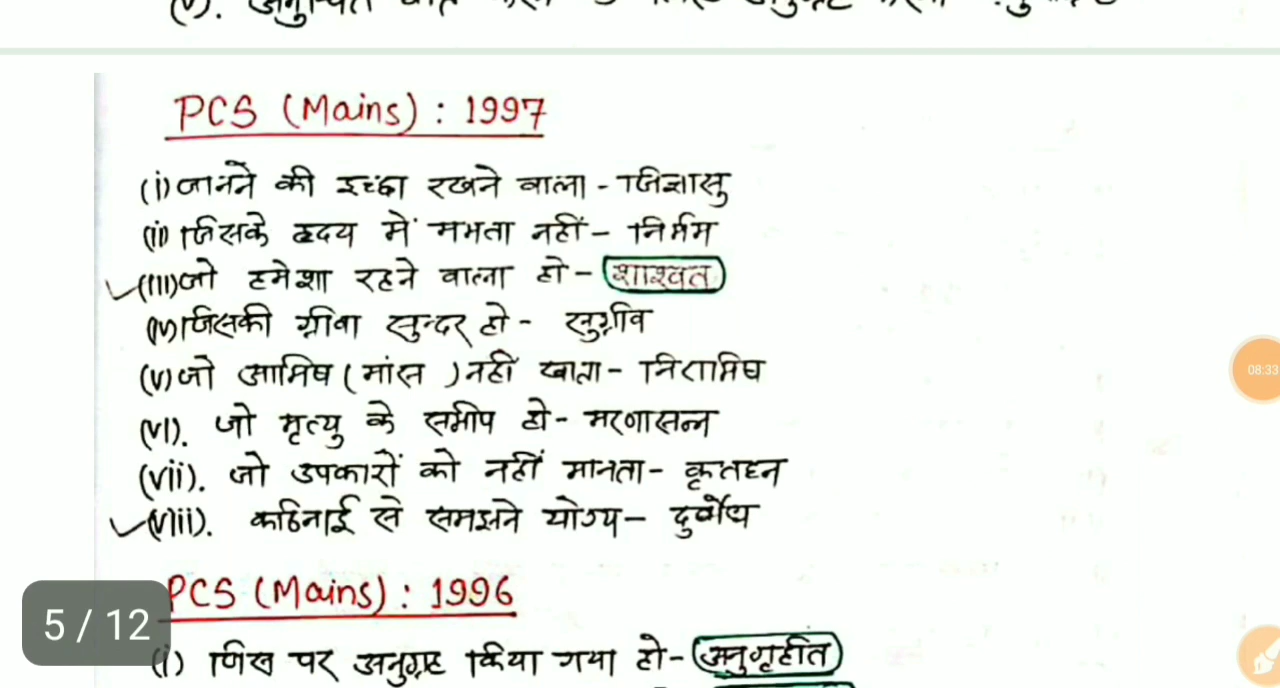 PCS (Mains) : 1997
(i) जानने की इच्छा रखने वाला - जिज्ञासु
(ii) जिसके हृदय में ममता नहीं - निर्मम
(iii) जो हमेशा रहने वाला हो - शाश्वत
(iv) जिसकी ग्रीवा सुन्दर हो - सुग्रीव
(v) जो आमिष (मांस) नहीं खाता - निरामिष
(vi). जो मृत्यु के समीप हो - मरणासन्न
(vii). जो उपकारों को नहीं मानता - कृतघ्न
(viii). कठिनाई से समझने योग्य - दुर्बोध
08:33
PCS (Mains) : 1996
5 / 12
(i) जिस पर अनुग्रह किया गया हो - अनुगृहीत